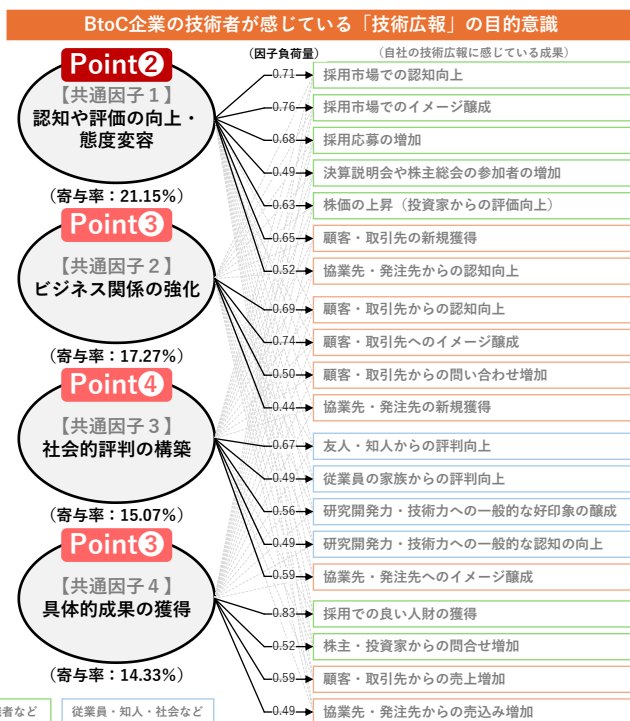 BtoC企業の技術者が感じている「技術広報」の目的意識
（因子負荷量）
（自社の技術広報に感じている成果）
Point❷
【共通因子１】
認知や評価の向上・
態度変容
（寄与率：21.15%）
0.71 採用市場での認知向上
0.76 採用市場でのイメージ醸成
0.68 採用応募の増加
0.49 決算説明会や株主総会の参加者の増加
0.63 株価の上昇（投資家からの評価向上）
0.65 顧客・取引先の新規獲得
0.52 協業先・発注先からの認知向上
Point❸
【共通因子２】
ビジネス関係の強化
（寄与率：17.27%）
0.69 顧客・取引先からの認知向上
0.74 顧客・取引先へのイメージ醸成
0.50 顧客・取引先からの問い合わせ増加
0.44 協業先・発注先の新規獲得
Point❹
【共通因子３】
社会的評判の構築
（寄与率：15.07%）
0.67 友人・知人からの評判向上
0.49 従業員の家族からの評判向上
0.56 研究開発力・技術力への一般的な好印象の醸成
0.49 研究開発力・技術力への一般的な認知の向上
0.59 協業先・発注先へのイメージ醸成
Point❸
【共通因子４】
具体的成果の獲得
（寄与率：14.33%）
0.83 採用での良い人財の獲得
0.52 株主・投資家からの問合せ増加
0.59 顧客・取引先からの売上増加
0.49 協業先・発注先からの売込み増加
者など
従業員・知人・社会など